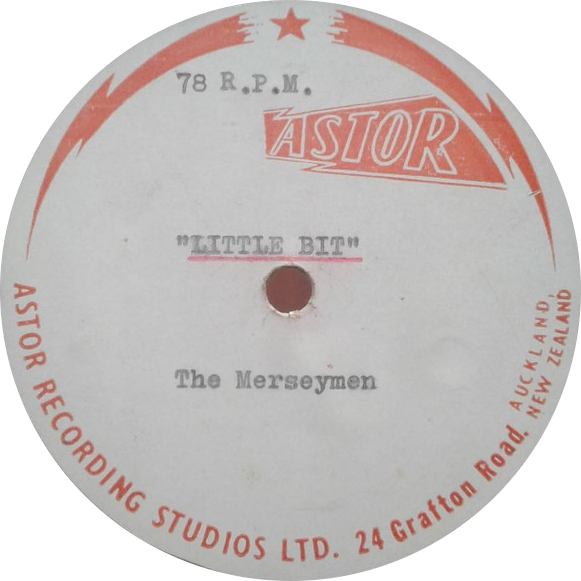 78 R.P.M.
ASTOR
"LITTLE BIT"
The Merseymen
ASTOR RECORDING STUDIOS LTD. 24 Grafton Road, AUCKLAND,
NEW ZEALAND